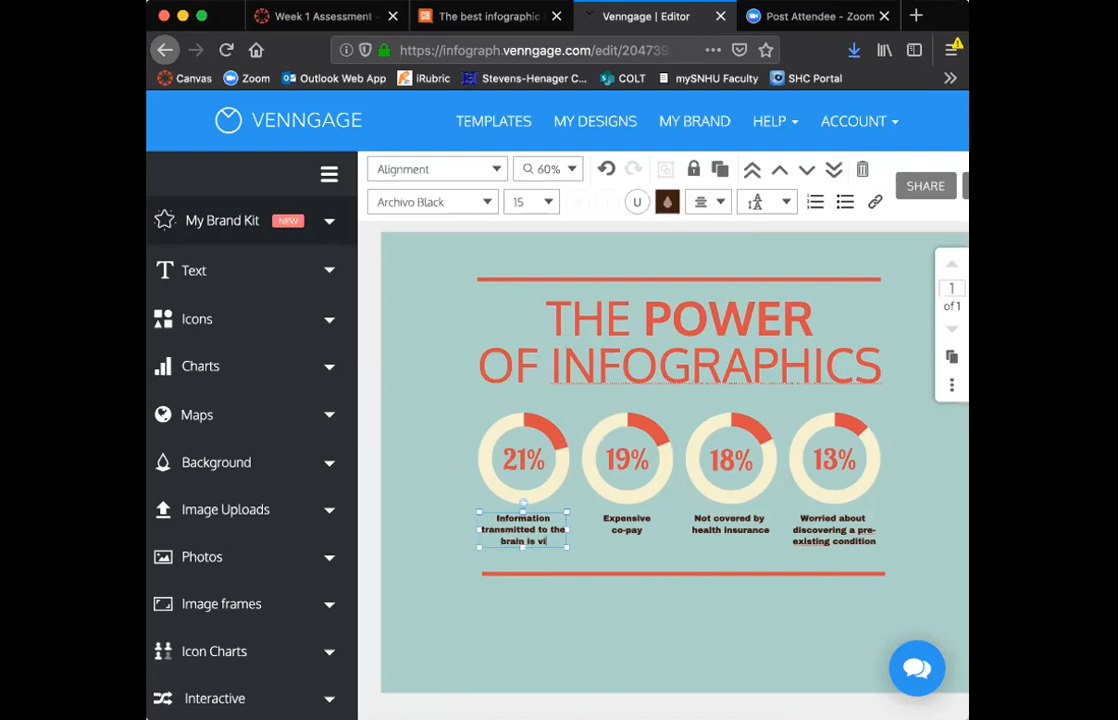 Week 1 Assessment -
The best infographic
Venngage | Editor
Post Attendee - Zoom
https://infograph.venngage.com/edit/204739
Canvas
Zoom
Outlook Web App
iRubric
Stevens-Henager C...
COLT
mySNHU Faculty
SHC Portal
VENNGAGE
TEMPLATES
MY DESIGNS
MY BRAND
HELP
ACCOUNT
Alignment
60%
Archivo Black
15
U
SHARE
My Brand Kit
NEW
Text
Icons
Charts
Maps
Background
Image Uploads
Photos
Image frames
Icon Charts
Interactive
1
of 1
THE POWER
OF INFOGRAPHICS
21%
19%
18%
13%
Information
transmitted to the
brain is vi
Expensive
co-pay
Not covered by
health insurance
Worried about
discovering a pre-
existing condition